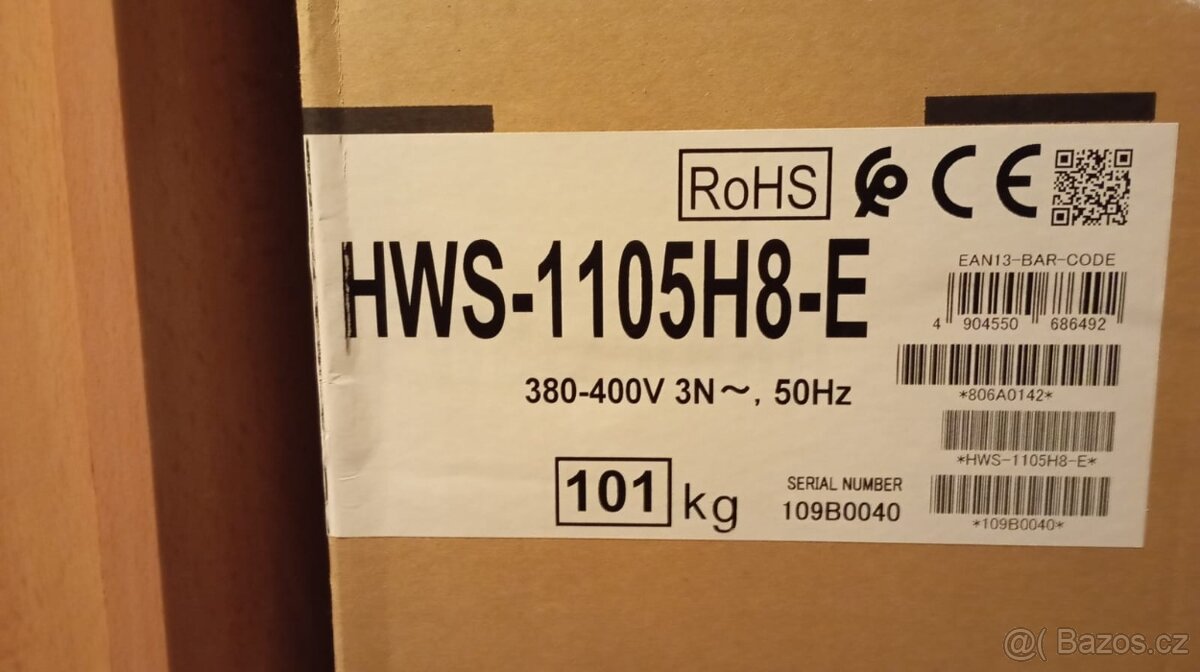 RoHS CE
HWS-1105H8-E
EAN13-BAR-CODE
4 904550 686492
380-400V 3N～, 50Hz
*806A0142*
*HWS-1105H8-E*
101 kg
SERIAL NUMBER
109B0040
*109B0040*
@( Bazos.cz